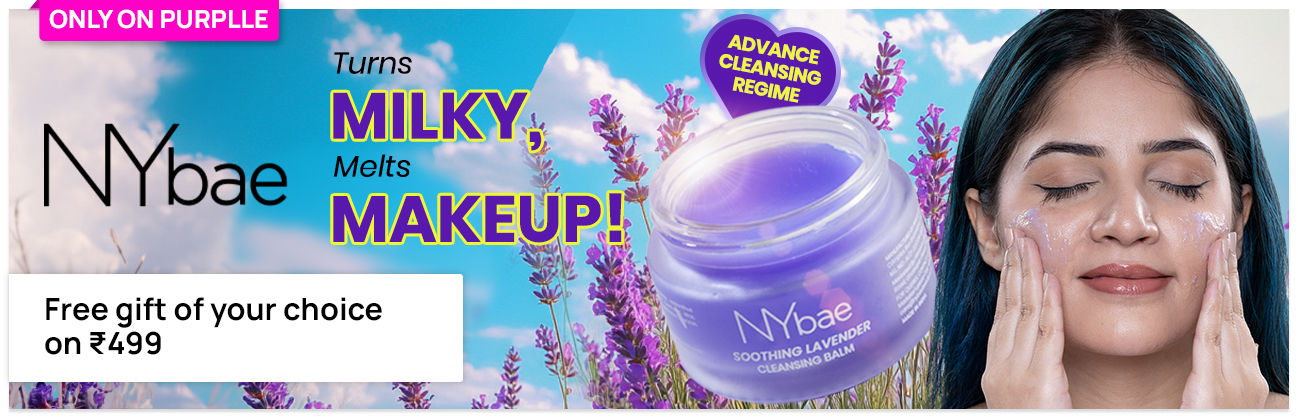 ONLY ON PURPLLE
NYbae
Turns
MILKY,
Melts
MAKEUP!
Free gift of your choice
on ₹499
ADVANCE
CLEANSING
REGIME
NYbae
SOOTHING LAVENDER
CLEANSING BALM